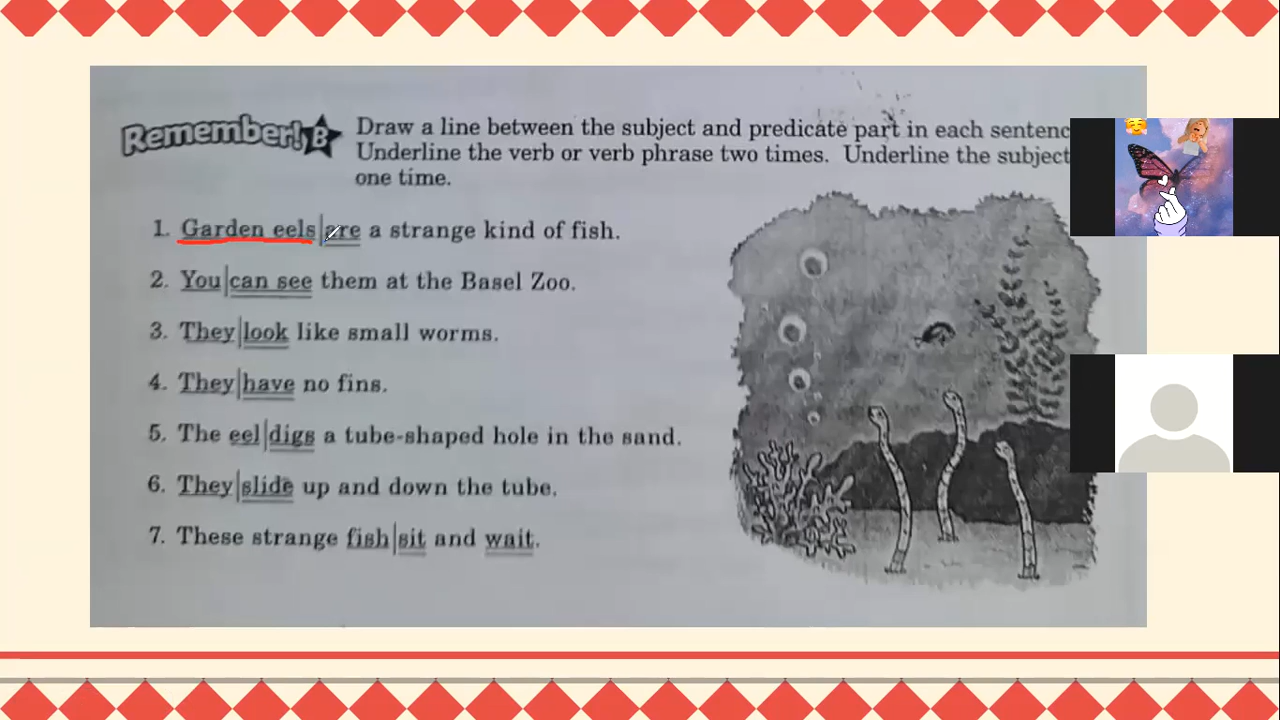 Remember! B
Draw a line between the subject and predicate part in each sentenc
Underline the verb or verb phrase two times. Underline the subject
one time.
1. Garden eels|are a strange kind of fish.
2. You|can see them at the Basel Zoo.
3. They|look like small worms.
4. They|have no fins.
5. The eel|digs a tube-shaped hole in the sand.
6. They|slide up and down the tube.
7. These strange fish|sit and wait.